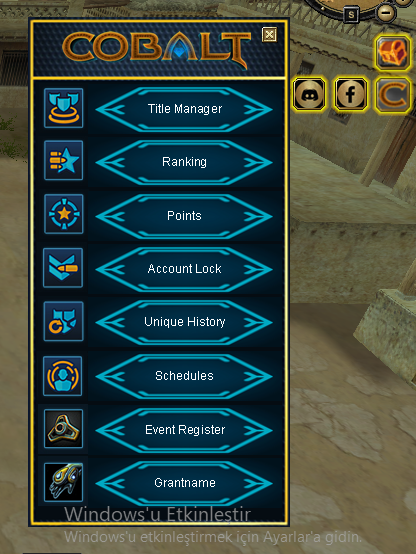 S
COBALT
Title Manager
Ranking
Points
Account Lock
Unique History
Schedules
Event Register
Grantname
Windows'u Etkinleştir
Windows'u etkinleştirmek için Ayarlar'a gidin.